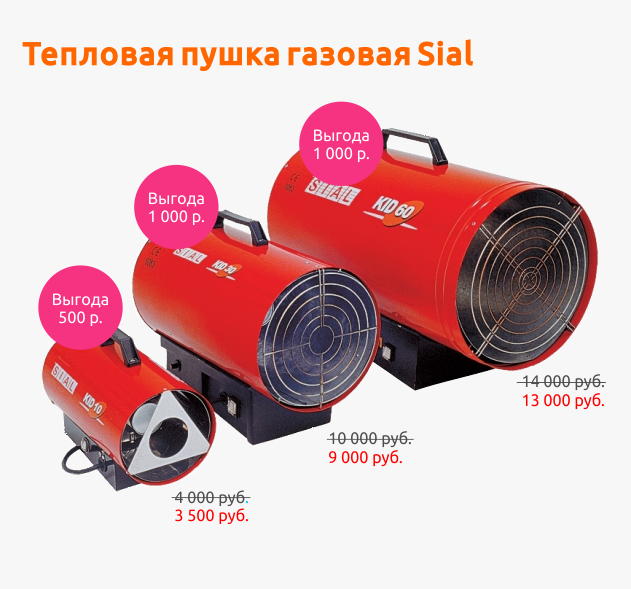 Тепловая пушка газовая Sial
Выгода
1 000 р.
SIAL
KID 60
14 000 руб.
13 000 руб.
Выгода
1 000 р.
SIAL
KID 30
10 000 руб.
9 000 руб.
Выгода
500 р.
SIAL
KID 10
4 000 руб.
3 500 руб.